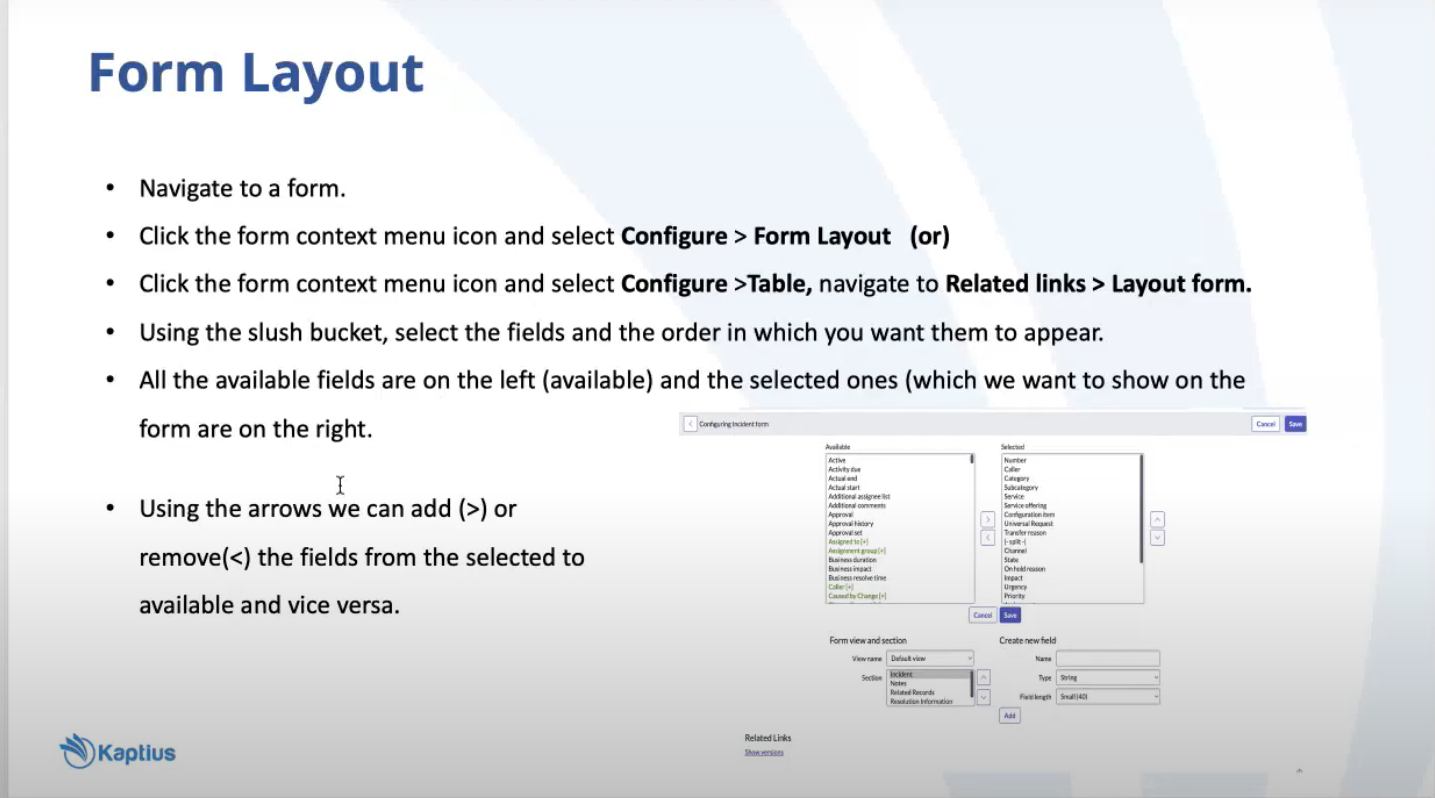 Form Layout
• Navigate to a form.
• Click the form context menu icon and select Configure > Form Layout (or)
• Click the form context menu icon and select Configure >Table, navigate to Related links > Layout form.
• Using the slush bucket, select the fields and the order in which you want them to appear.
• All the available fields are on the left (available) and the selected ones (which we want to show on the
form are on the right.
• Using the arrows we can add (>) or
remove(<) the fields from the selected to
available and vice versa.
Configuring Incident form
Cancel
Save
Available
Active
Activity due
Actual end
Actual start
Additional assignee list
Additional comments
Approval
Approval history
Approval set
Assigned to [+]
Assignment group [+]
Business duration
Business impact
Business resolve time
Caller [+]
Caused by Change [+]
Selected
Number
Caller
Category
Subcategory
Service
Service offering
Configuration item
Universal Request
Transfer reason
|- split -|
Channel
State
On hold reason
Impact
Urgency
Priority
Cancel
Save
Form view and section
View name Default view
Section Incident
Notes
Related Records
Resolution Information
Create new field
Name
Type String
Field length Small (40)
Add
Related Links
Show versions
Kaptius